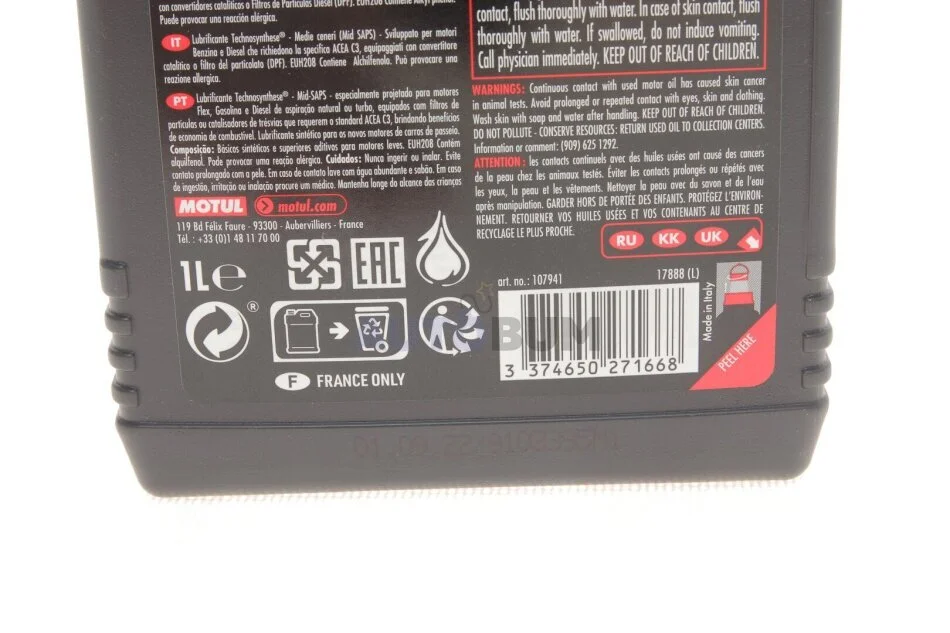 con convertidores catalíticos o Filtros de Partículas Diesel (DPF). EUH208 Contiene
Puede provocar una reacción alérgica.
IT Lubrificante Technosynthese® - Medie ceneri (Mid SAPS) - Sviluppato per motori
Benzina e Diesel che richiedono la specifica ACEA C3, equipaggiati con convertitore
catalitico o filtro del particolato (DPF). EUH208 Contiene Alchilfenolo. Può provocare una
reazione allergica.
PT Lubrificante Technosynthese® - Mid-SAPS - especialmente projetado para motores
Flex, Gasolina e Diesel de aspiração natural ou turbo, equipados com filtros de
partículas ou catalisadores de trésvias que requerem o standard ACEA C3, brindando benefícios
de economia de combustível. Lubrificante sintético para os novos motores de carros de passeio.
Composição: Básicos sintéticos e superiores aditivos para motores leves. EUH208 Contém
alquilfenol. Pode provocar uma reação alérgica. Cuidados: Nunca ingerir ou inalar. Evite
contato prolongado com a pele. Em caso de contato lave com água abundante e sabão. Em caso
de ingestão, irritação ou inalação procure um médico. Mantenha longe do alcance das crianças
MOTUL motul.com
119 Bd Félix Faure - 93300 - Aubervilliers - France
Tél. : +33 (0)1 48 11 70 00
1L e
EAC
®
F FRANCE ONLY
contact, flush thoroughly with water. In case of skin contact, flush
thoroughly with water. If swallowed, do not induce vomiting.
Call physician immediately. KEEP OUT OF REACH OF CHILDREN.
WARNINGS: Continuous contact with used motor oil has caused skin cancer
in animal tests. Avoid prolonged or repeated contact with eyes, skin and clothing.
Wash skin with soap and water after handling. KEEP OUT OF REACH OF CHILDREN.
DO NOT POLLUTE - CONSERVE RESOURCES: RETURN USED OIL TO COLLECTION CENTERS.
Information or comment: (909) 625 1292.
ATTENTION : les contacts continuels avec des huiles usées ont causé des cancers
de la peau chez les animaux testés. Éviter les contacts prolongés ou répétés avec
les yeux, la peau et les vêtements. Nettoyer la peau avec du savon et de l'eau
après manipulation. GARDER HORS DE PORTÉE DES ENFANTS. PROTÉGEZ L'ENVIRON-
NEMENT. RETOURNER VOS HUILES USÉES ET VOS CONTENANTS AU CENTRE DE
RECYCLAGE LE PLUS PROCHE.
RU KK UK
art. no.: 107941 17888 (L)
Made in Italy
BUM
3 374650 271668
PEEL HERE